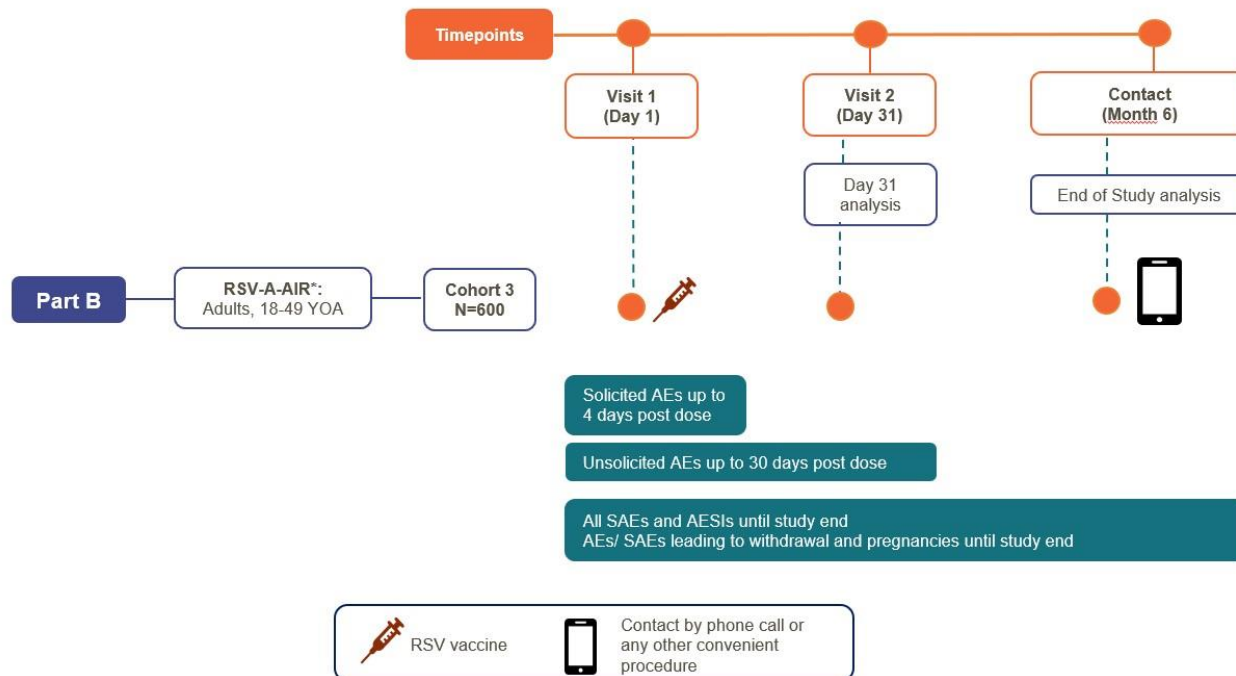 Timepoints
Visit 1
(Day 1)
Visit 2
(Day 31)
Contact
(Month 6)
Day 31
analysis
End of Study analysis
Part B
RSV-A-AIR*:
Adults, 18-49 YOA
Cohort 3
N=600
Solicited AEs up to
4 days post dose
Unsolicited AEs up to 30 days post dose
All SAEs and AESIs until study end
AEs/ SAEs leading to withdrawal and pregnancies until study end
RSV vaccine
Contact by phone call or
any other convenient
procedure